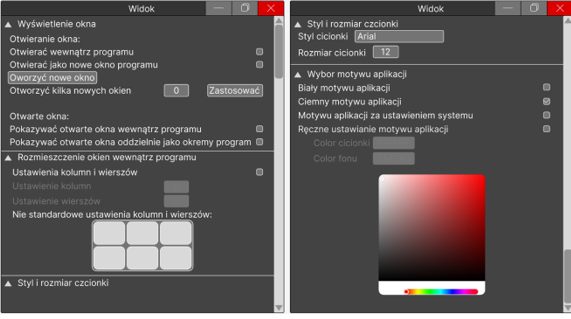 Widok
Wyświetlenie okna
Otwieranie okna:
Otwierać wewnątrz programu
Otwierać jako nowe okno programu
Oworzyć nowe okno
Otworzyć kilka nowych okien 0 Zastosować
Otwarte okna:
Pokazywać otwarte okna wewnątrz programu
Pokazywać otwarte okna oddzielnie jako okremy program
Rozmieszczenie okien wewnątrz programu
Ustawienia kolumn i wierszów
Ustawienie kolumn
Ustawienie wierszów
Nie standardowe ustawienia kolumn i wierszów:
Styl i rozmiar czcionki
Widok
Styl i rozmiar czcionki
Styl cicionki Arial
Rozmiar cicionki 12
Wybor motywu aplikacji
Biały motywu aplikacji
Ciemny motywu aplikacji
Motywu aplikacji za ustawieniem systemu
Ręczne ustawianie motywu aplikacji
Color cicionki
Color fonu